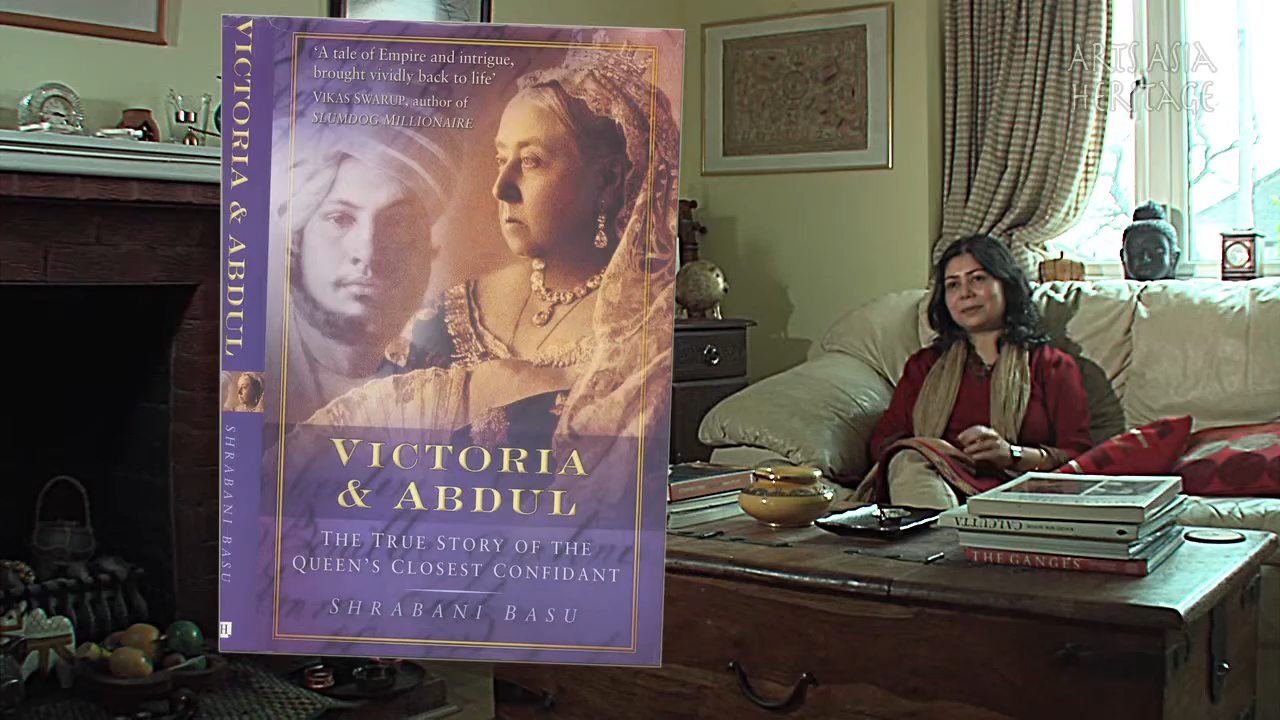 VICTORIA & ABDUL
SHRABANI BASU
‘A tale of Empire and intrigue,
brought vividly back to life’
VIKAS SWARUP, author of
SLUMDOG MILLIONAIRE
VICTORIA
& ABDUL
THE TRUE STORY OF THE
QUEEN’S CLOSEST CONFIDANT
SHRABANI BASU
ARTS ASIA
HERITAGE
CALCUTTA
THE GANGES